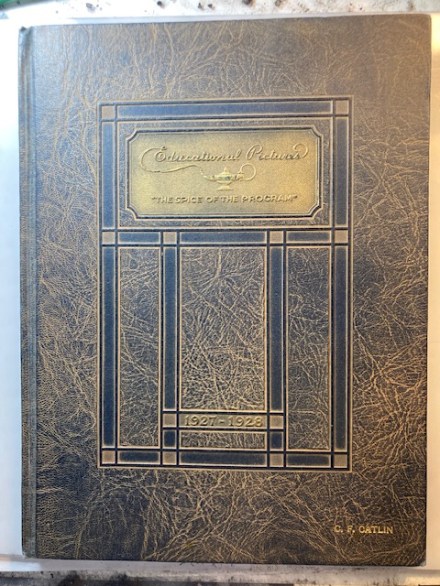 Educational Pictures
"THE SPICE OF THE PROGRAM"
1927-1928
C. F. CATLIN